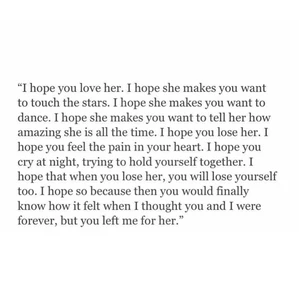 “I hope you love her. I hope she makes you want
to touch the stars. I hope she makes you want to
dance. I hope she makes you want to tell her how
amazing she is all the time. I hope you lose her. I
hope you feel the pain in your heart. I hope you
cry at night, trying to hold yourself together. I
hope that when you lose her, you will lose yourself
too. I hope so because then you would finally
know how it felt when I thought you and I were
forever, but you left me for her.”